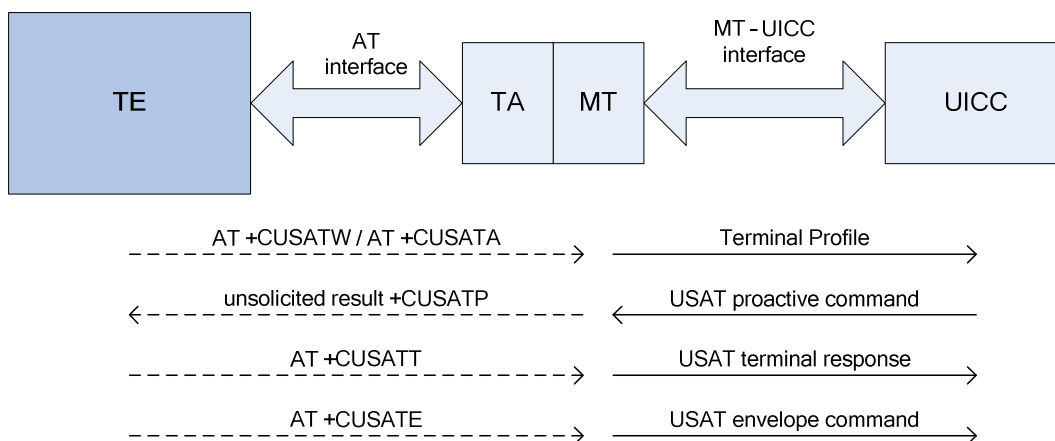 AT
interface
MT-UICC
interface
TE
TA
MT
UICC
AT +CUSATW / AT +CUSATA
Terminal Profile
unsolicited result +CUSATP
USAT proactive command
AT +CUSATT
USAT terminal response
AT +CUSATE
USAT envelope command